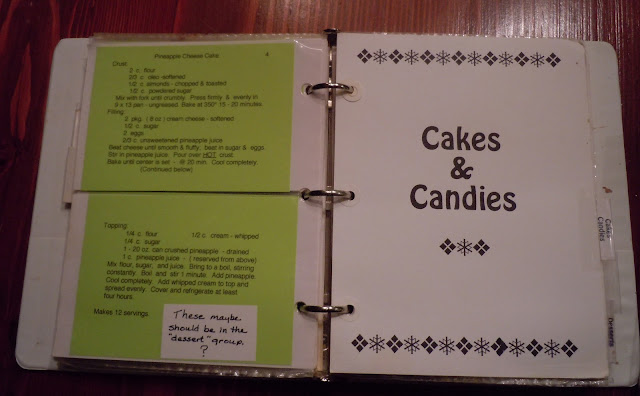 Pineapple Cheese Cake 4
Crust:
2 c. flour
2/3 c. oleo -softened
1/2 c. almonds - chopped & toasted
1/2 c. powdered sugar
Mix with fork until crumbly. Press firmly & evenly in
9 x 13 pan - ungreased. Bake at 350° 15 - 20 minutes.
Filling:
2 pkg. ( 8 oz ) cream cheese - softened
1/2 c. sugar
2 eggs
2/3 c. unsweetened pineapple juice
Beat cheese until smooth & fluffy, beat in sugar & eggs.
Stir in pineapple juice. Pour over HOT crust.
Bake until center is set - @ 20 min. Cool completely.
(Continued below)
Topping:
1/4 c. flour 1/2 c. cream - whipped
1/4 c. sugar
1 - 20 oz. can crushed pineapple - drained
1 c. pineapple juice - ( reserved from above)
Mix flour, sugar, and juice. Bring to a boil, stirring
constantly. Boil and stir 1 minute. Add pineapple.
Cool completely. Add whipped cream to top and
spread evenly. Cover and refrigerate at least
four hours.
Makes 12 servings.
These maybe
should be in the
"dessert" group.
?
Cakes
&
Candies
Cakes
Candies
Desserts